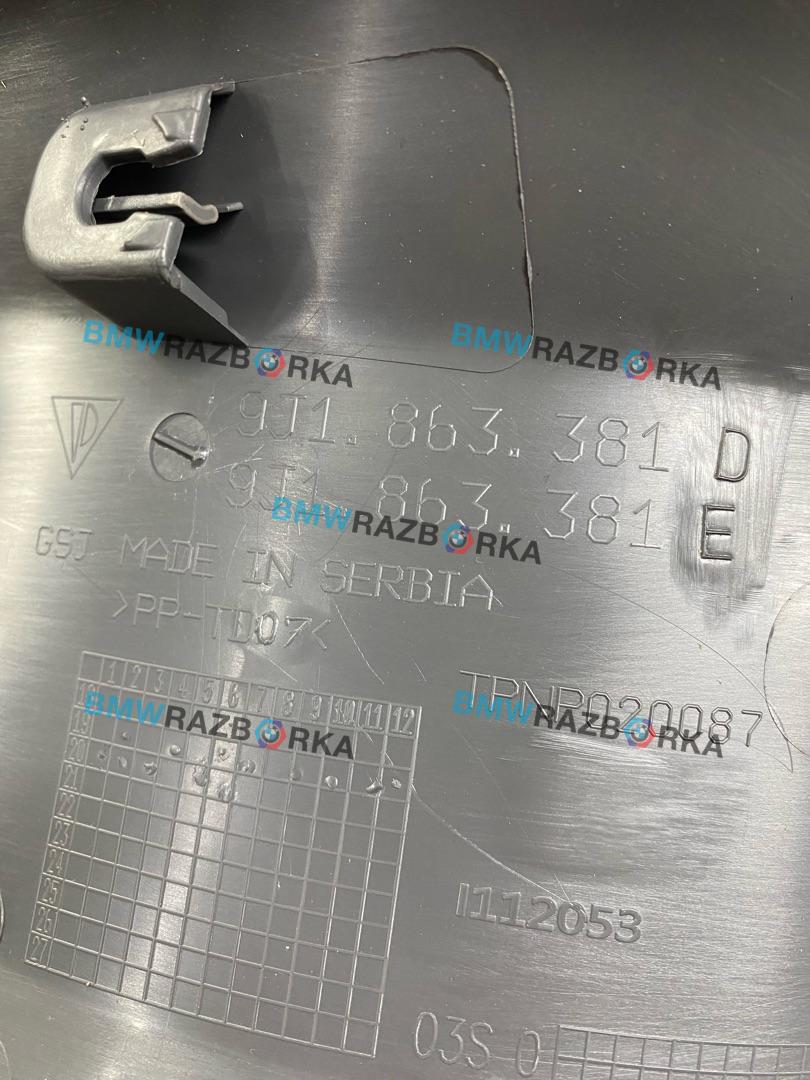 BMWRAZBORKA
BMWRAZBORKA
9J1.863.381 D
9J1.863.381 E
BMWRAZBORKA
GSJ MADE IN SERBIA
>PP-TD07<
1 2 3 4 5 6 7 8 9 10 11 12
TPNR020087
BMWRAZBORKA
BMWRAZBORKA
18
19
20
21
22
23
24
25
26
27
I112053
03S 0